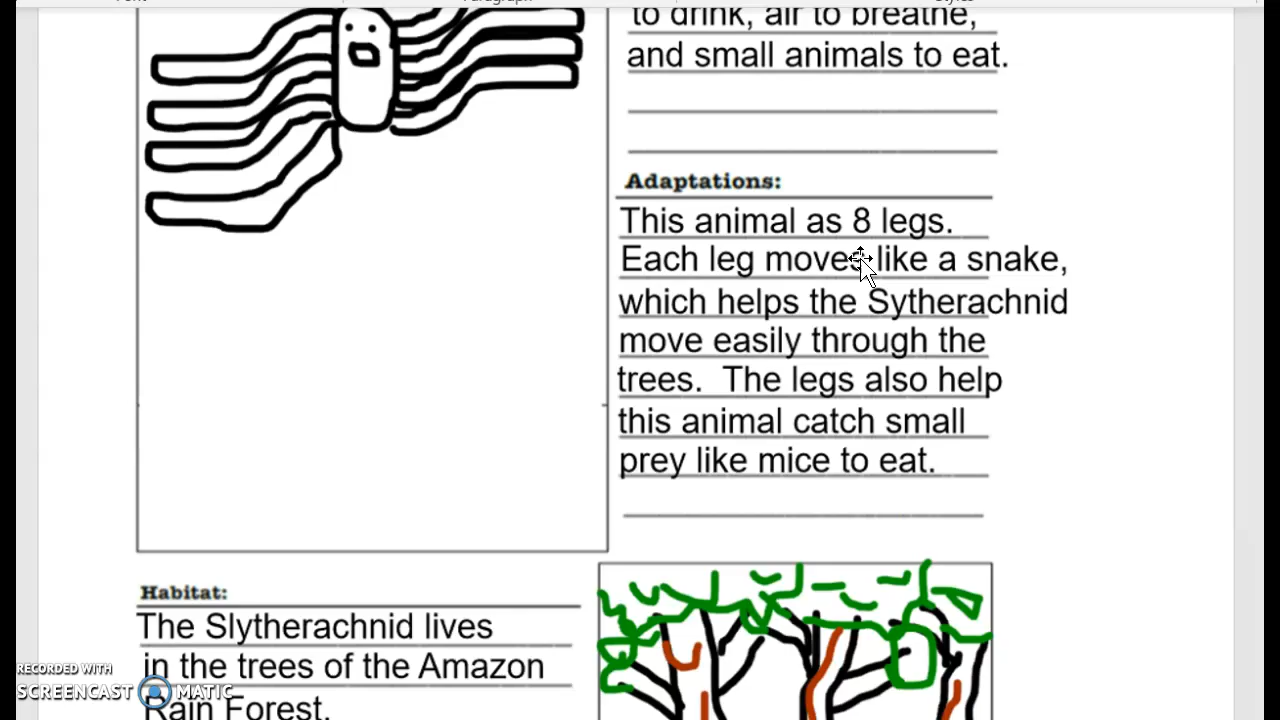 to drink, air to breathe,
and small animals to eat.
Adaptations:
This animal as 8 legs.
Each leg moves like a snake,
which helps the Sytherachnid
move easily through the
trees.  The legs also help
this animal catch small
prey like mice to eat.
Habitat:
The Slytherachnid lives
in the trees of the Amazon
Rain Forest.
RECORDED WITH
SCREENCAST MATIC